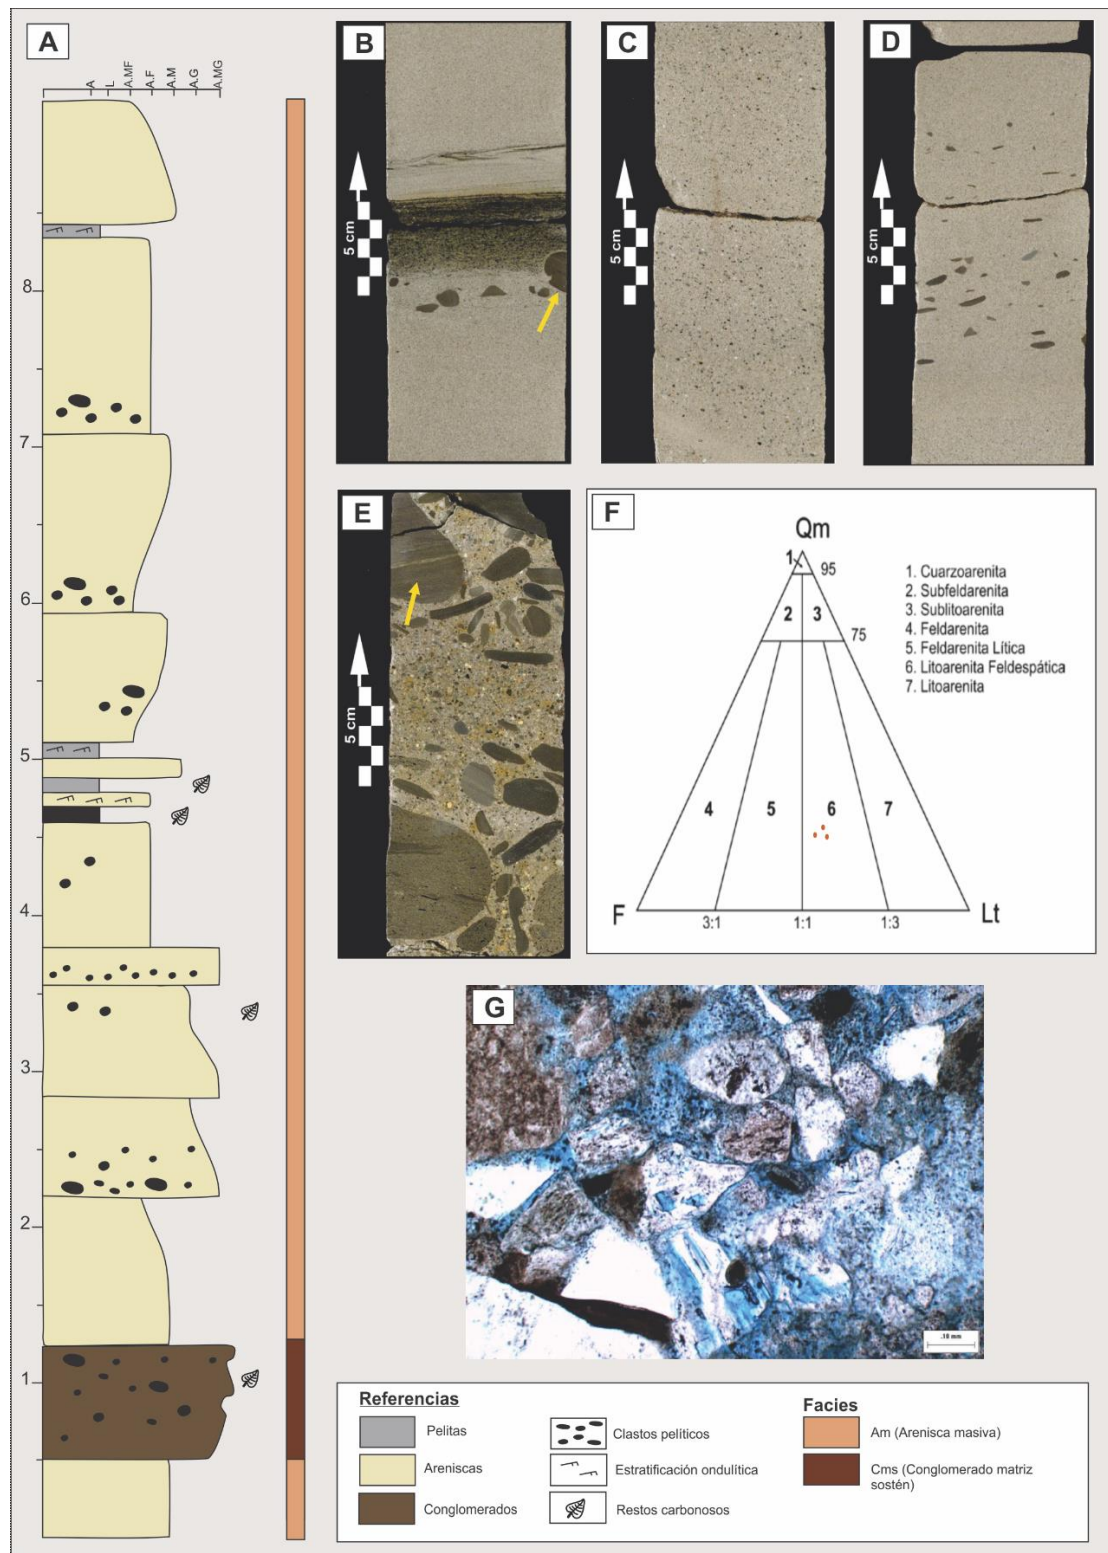 A
A
L
A.MF
A.F
A.M
A.G
A.MG
8
7
6
5
4
3
2
1
B
5 cm
C
5 cm
D
5 cm
E
5 cm
F
Qm
1
95
2
3
75
4
5
6
7
F
3:1
1:1
1:3
Lt
1. Cuarzoarenita
2. Subfeldarenita
3. Sublitoarenita
4. Feldarenita
5. Feldarenita Lítica
6. Litoarenita Feldespática
7. Litoarenita
G
.10 mm
Referencias
Pelitas
Areniscas
Conglomerados
Clastos pelíticos
Estratificación ondulítica
Restos carbonosos
Facies
Am (Arenisca masiva)
Cms (Conglomerado matriz
sostén)